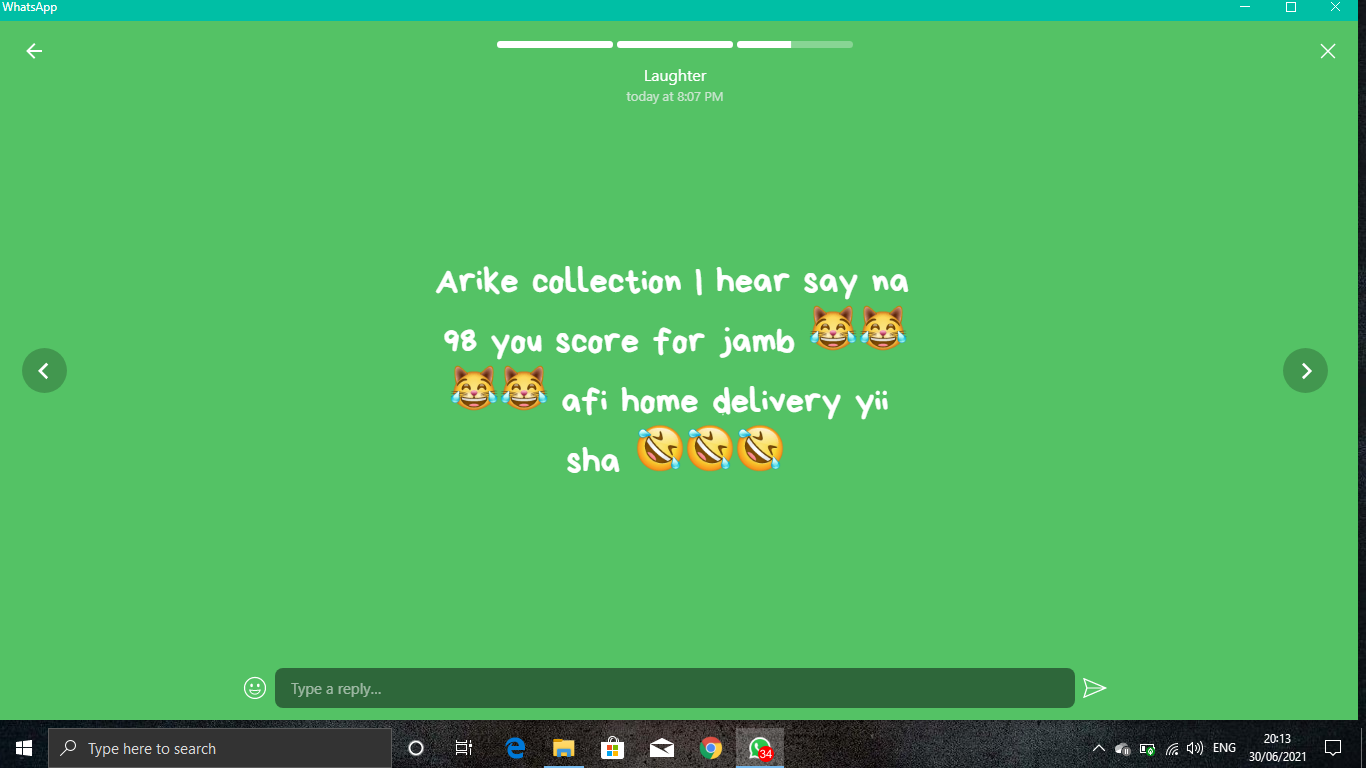 WhatsApp
Laughter
today at 8:07 PM
Arike collection I hear say na
98 you score for jamb 😹😹
😹😹 afi home delivery yii
sha 🤣🤣🤣
Type a reply...
Type here to search
34
ENG
20:13
30/06/2021